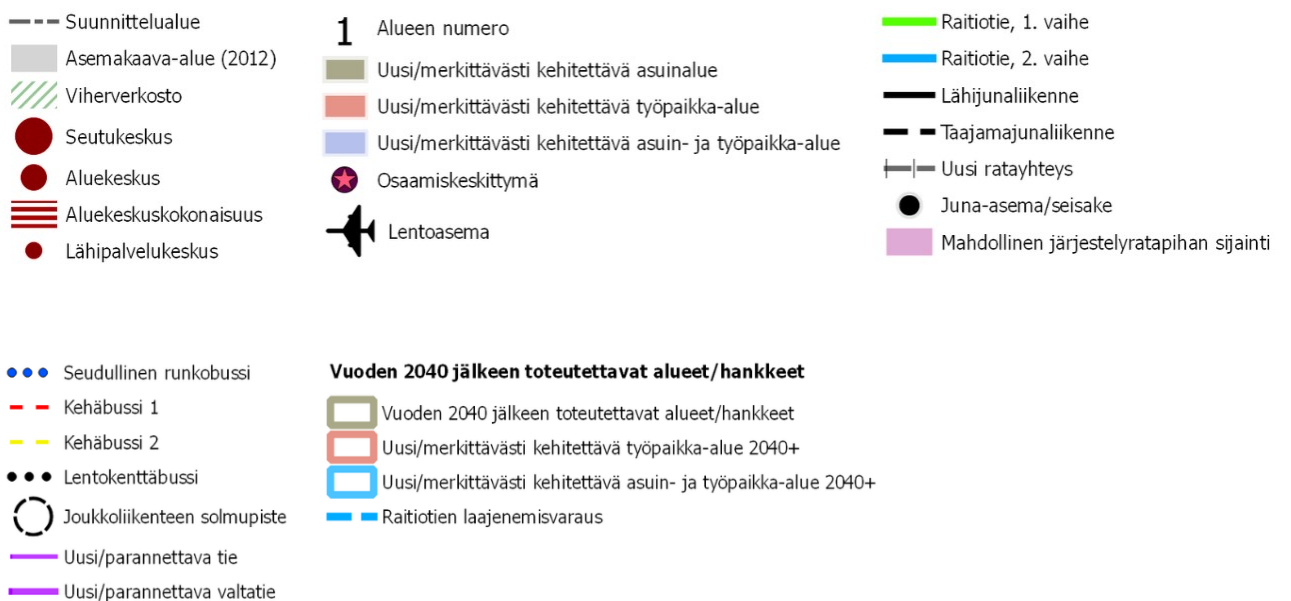 Suunnittelualue
Asemakaava-alue (2012)
Viherverkosto
Seutukeskus
Aluekeskus
Aluekeskuskokonaisuus
Lähipalvelukeskus
1 Alueen numero
Uusi/merkittävästi kehitettävä asuinalue
Uusi/merkittävästi kehitettävä työpaikka-alue
Uusi/merkittävästi kehitettävä asuin- ja työpaikka-alue
Osaamiskeskittymä
Lentoasema
Raitiotie, 1. vaihe
Raitiotie, 2. vaihe
Lähijunaliikenne
Taajamajunaliikenne
Uusi ratayhteys
Juna-asema/seisake
Mahdollinen järjestelyratapihan sijainti
Seudullinen runkobussi
Kehäbussi 1
Kehäbussi 2
Lentokenttäbussi
Joukkoliikenteen solmupiste
Uusi/parannettava tie
Uusi/parannettava valtatie
Vuoden 2040 jälkeen toteutettavat alueet/hankkeet
Vuoden 2040 jälkeen toteutettavat alueet/hankkeet
Uusi/merkittävästi kehitettävä työpaikka-alue 2040+
Uusi/merkittävästi kehitettävä asuin- ja työpaikka-alue 2040+
Raitiotien laajenemisvaraus